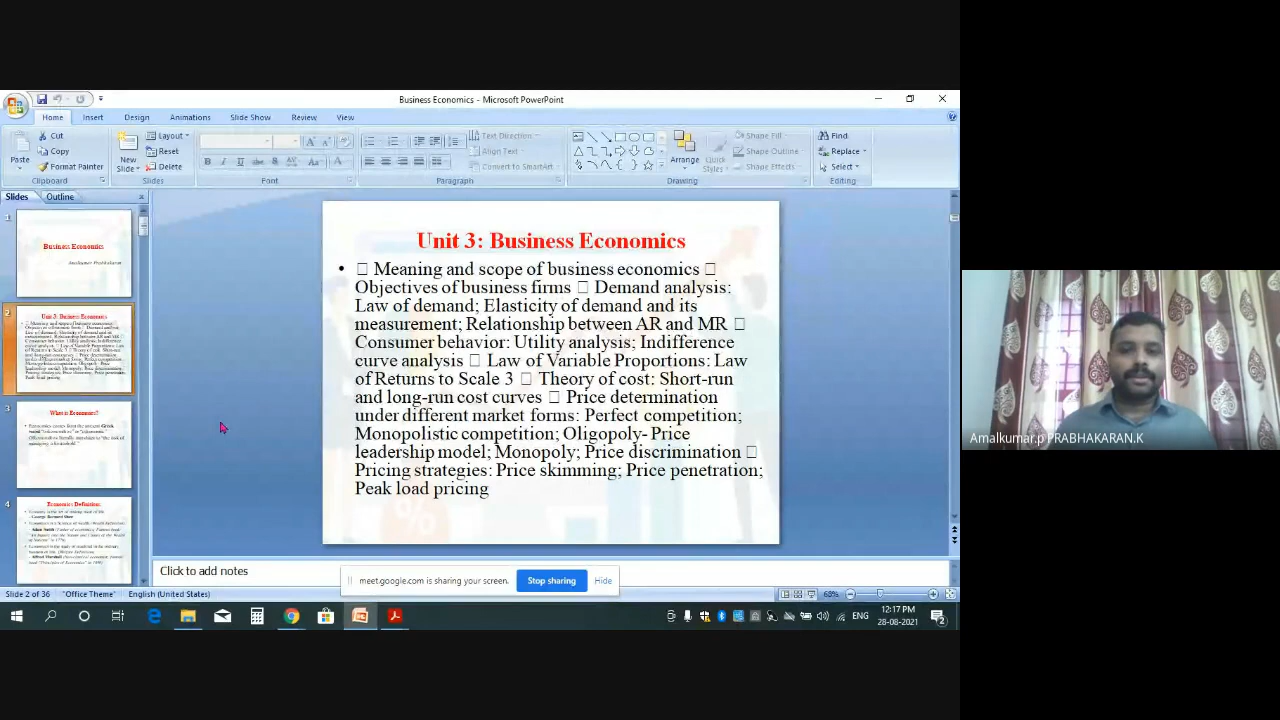 Business Economics - Microsoft PowerPoint
Home Insert Design Animations Slide Show Review View
Cut
Copy
Format Painter
Paste
Clipboard
New Slide
Layout
Reset
Delete
Slides
Font
Text Direction
Align Text
Convert to SmartArt
Paragraph
Arrange
Quick Styles
Shape Fill
Shape Outline
Shape Effects
Drawing
Find
Replace
Select
Editing
Slides Outline
1
Business Economics
Amalkumar Prabhakaran
2
Unit 3: Business Economics
3
What is Economics?
4
Economics Definitions
Unit 3: Business Economics
• □ Meaning and scope of business economics □
Objectives of business firms □ Demand analysis:
Law of demand; Elasticity of demand and its
measurement; Relationship between AR and MR □
Consumer behavior: Utility analysis; Indifference
curve analysis □ Law of Variable Proportions: Law
of Returns to Scale 3 □ Theory of cost: Short-run
and long-run cost curves □ Price determination
under different market forms: Perfect competition;
Monopolistic competition; Oligopoly- Price
leadership model; Monopoly; Price discrimination □
Pricing strategies: Price skimming; Price penetration;
Peak load pricing
Click to add notes
meet.google.com is sharing your screen. Stop sharing Hide
Slide 2 of 36 "Office Theme" English (United States) 68%
ENG 12:17 PM
28-08-2021
2
Amalkumar.p PRABHAKARAN.K